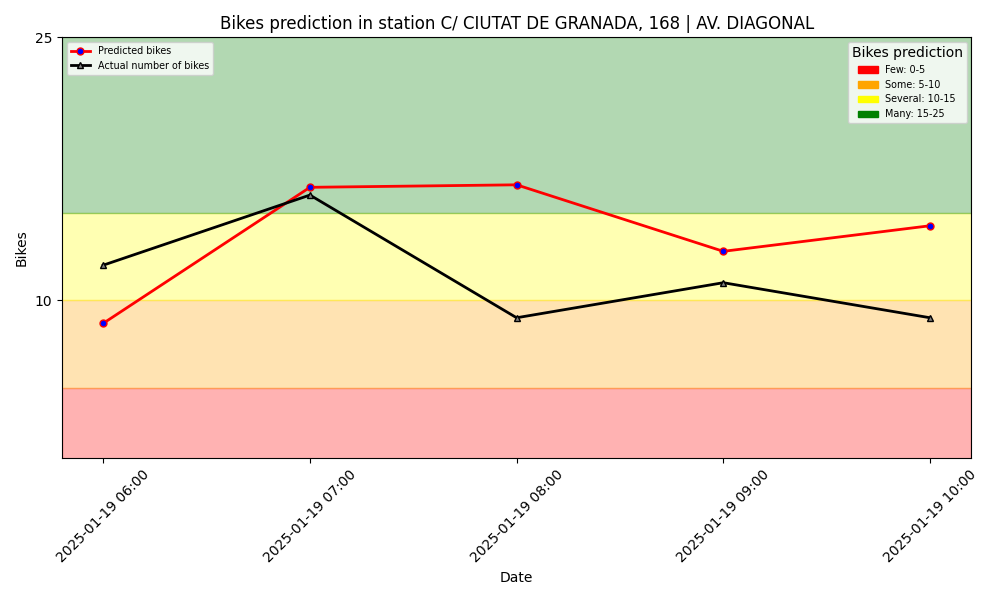 Bikes prediction in station C/ CIUTAT DE GRANADA, 168 | AV. DIAGONAL
25
Predicted bikes
Actual number of bikes
Bikes prediction
Few: 0-5
Some: 5-10
Several: 10-15
Many: 15-25
Bikes
10
2025-01-19 06:00
2025-01-19 07:00
2025-01-19 08:00
2025-01-19 09:00
2025-01-19 10:00
Date